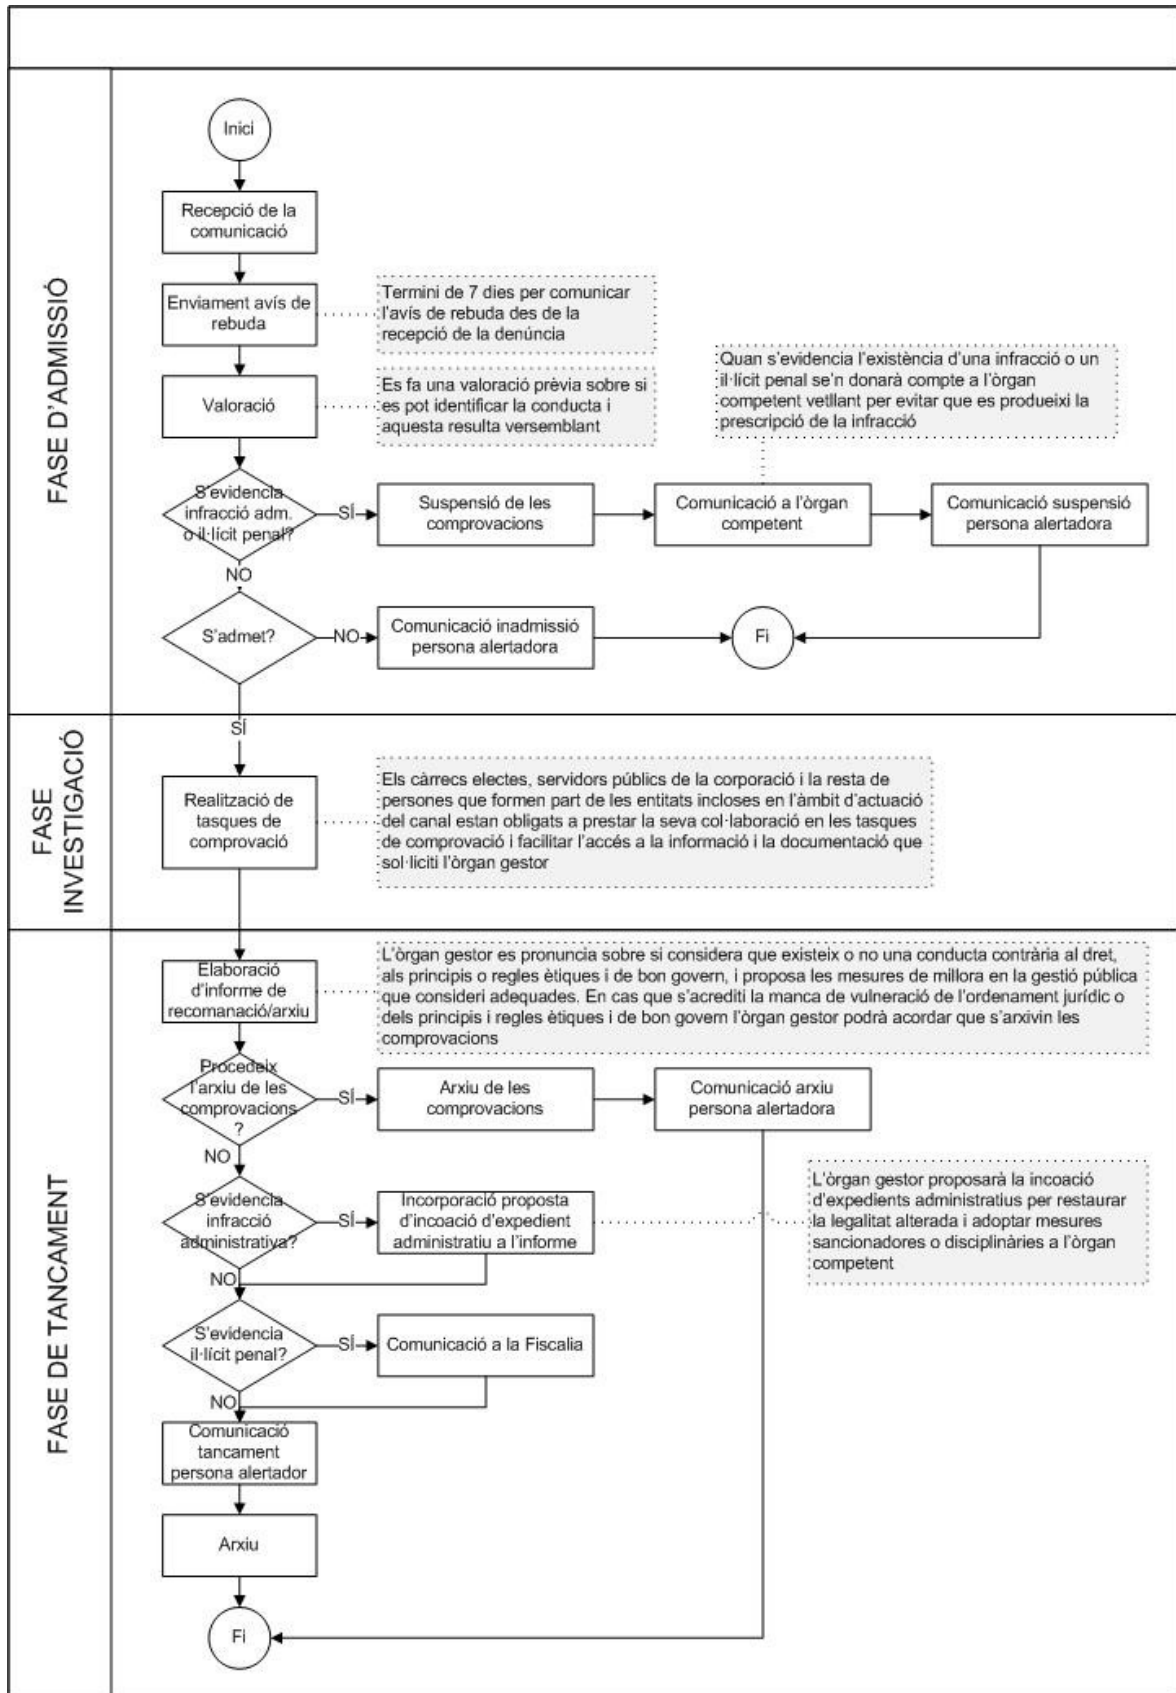 FASE D'ADMISSIÓ
Inici
Recepció de la
comunicació
Enviament avís de
rebuda
Termini de 7 dies per comunicar
l'avís de rebuda des de la
recepció de la denúncia
Valoració
Es fa una valoració prèvia sobre si
es pot identificar la conducta i
aquesta resulta versemblant
Quan s'evidencia l'existència d'una infracció o un
il·lícit penal se'n donarà compte a l'òrgan
competent vetllant per evitar que es produeixi la
prescripció de la infracció
S'evidencia
infracció adm.
o il·lícit penal?
SÍ
Suspensió de les
comprovacions
Comunicació a l'òrgan
competent
Comunicació suspensió
persona alertadora
NO
S'admet?
NO
Comunicació inadmissió
persona alertadora
Fi
SÍ
FASE
INVESTIGACIÓ
Realització de
tasques de
comprovació
Els càrrecs electes, servidors públics de la corporació i la resta de
persones que formen part de les entitats incloses en l'àmbit d'actuació
del canal estan obligats a prestar la seva col·laboració en les tasques
de comprovació i facilitar l'accés a la informació i la documentació que
sol·liciti l'òrgan gestor
FASE DE TANCAMENT
Elaboració
d'informe de
recomanació/arxiu
L'òrgan gestor es pronuncia sobre si considera que existeix o no una conducta contrària al dret,
als principis o regles ètiques i de bon govern, i proposa les mesures de millora en la gestió pública
que consideri adequades. En cas que s'acrediti la manca de vulneració de l'ordenament jurídic o
dels principis i regles ètiques i de bon govern l'òrgan gestor podrà acordar que s'arxivin les
comprovacions
Procedeix
l'arxiu de les
comprovacions
?
SÍ
Arxiu de les
comprovacions
Comunicació arxiu
persona alertadora
NO
S'evidencia
infracció
administrativa?
SÍ
Incorporació proposta
d'incoació d'expedient
administratiu a l'informe
L'òrgan gestor proposarà la incoació
d'expedients administratius per restaurar
la legalitat alterada i adoptar mesures
sancionadores o disciplinàries a l'òrgan
competent
NO
S'evidencia
il·lícit penal?
SÍ
Comunicació a la Fiscalia
NO
Comunicació
tancament
persona alertador
Arxiu
Fi